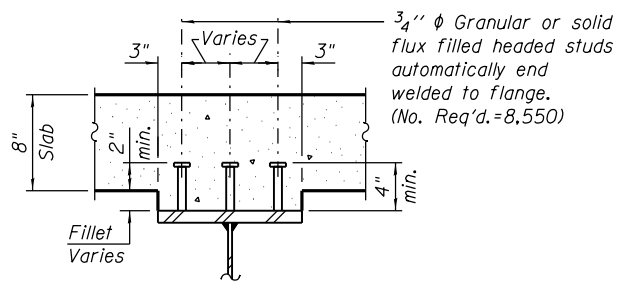 3/4" ϕ Granular or solid
flux filled headed studs
automatically end
welded to flange.
(No. Req'd.=8,550)
Varies
3"
3"
8"
Slab
2"
min.
4"
min.
Fillet
Varies